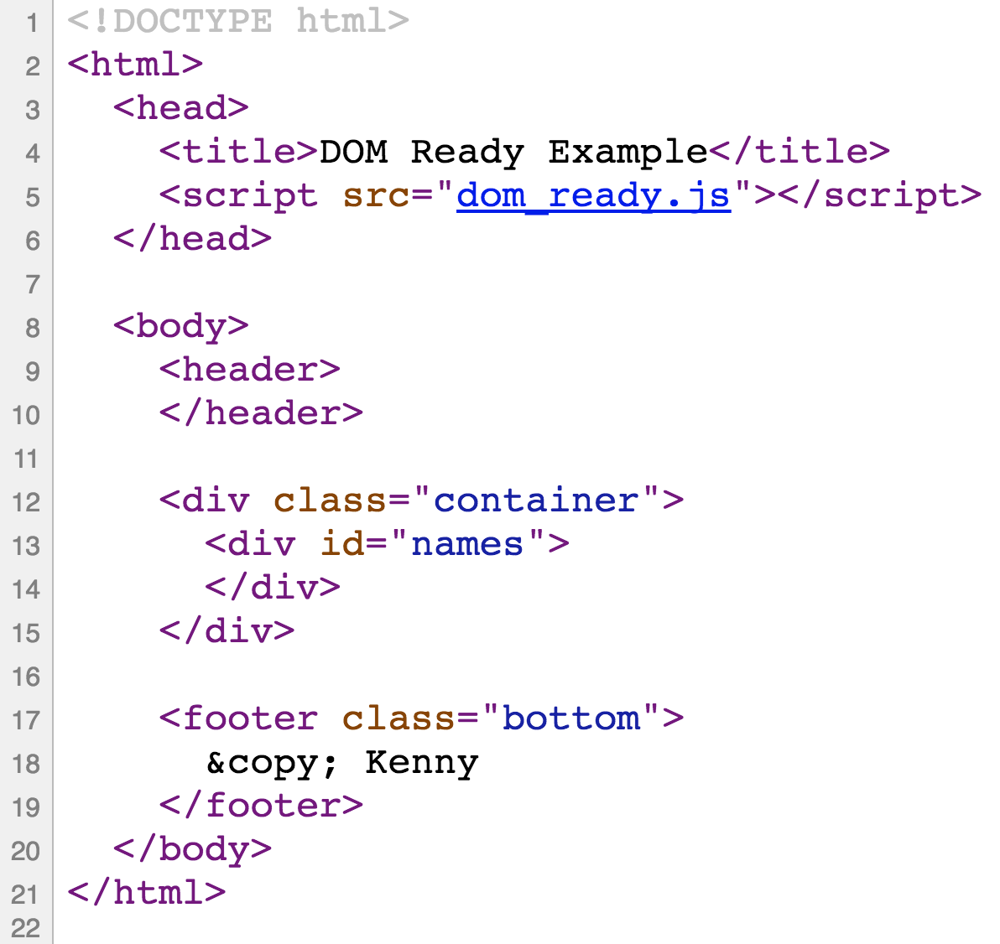 1 <!DOCTYPE html>
2 <html>
3   <head>
4     <title>DOM Ready Example</title>
5     <script src="dom_ready.js"></script>
6   </head>
7
8   <body>
9     <header>
10     </header>
11
12     <div class="container">
13       <div id="names">
14       </div>
15     </div>
16
17     <footer class="bottom">
18       &copy; Kenny
19     </footer>
20   </body>
21 </html>
22